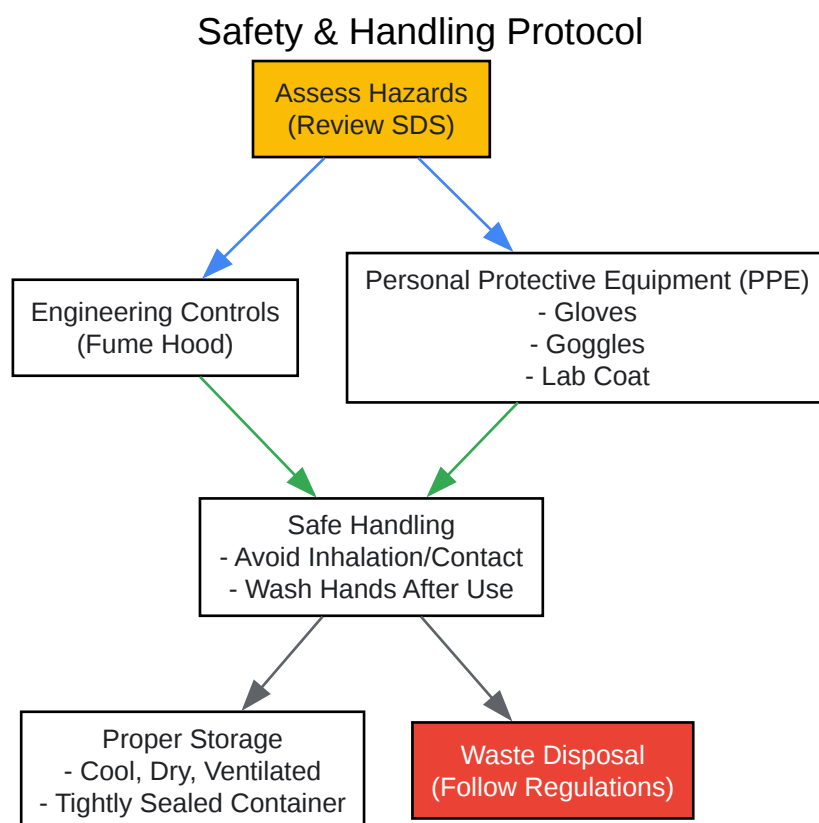 Safety & Handling Protocol
Assess Hazards
(Review SDS)
Engineering Controls
(Fume Hood)
Personal Protective Equipment (PPE)
- Gloves
- Goggles
- Lab Coat
Safe Handling
- Avoid Inhalation/Contact
- Wash Hands After Use
Proper Storage
- Cool, Dry, Ventilated
- Tightly Sealed Container
Waste Disposal
(Follow Regulations)